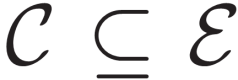 𝒞 ⊆ ℰ